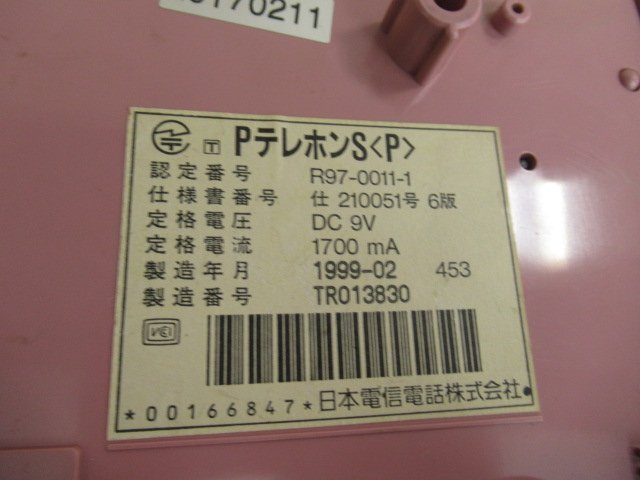 170211
T PテレホンS<P>
認定番号 R97-0011-1
仕様書番号 仕 210051号 6版
定格電圧 DC 9V
定格電流 1700 mA
製造年月 1999-02 453
製造番号 TR013830
*00166847* 日本電信電話株式会社